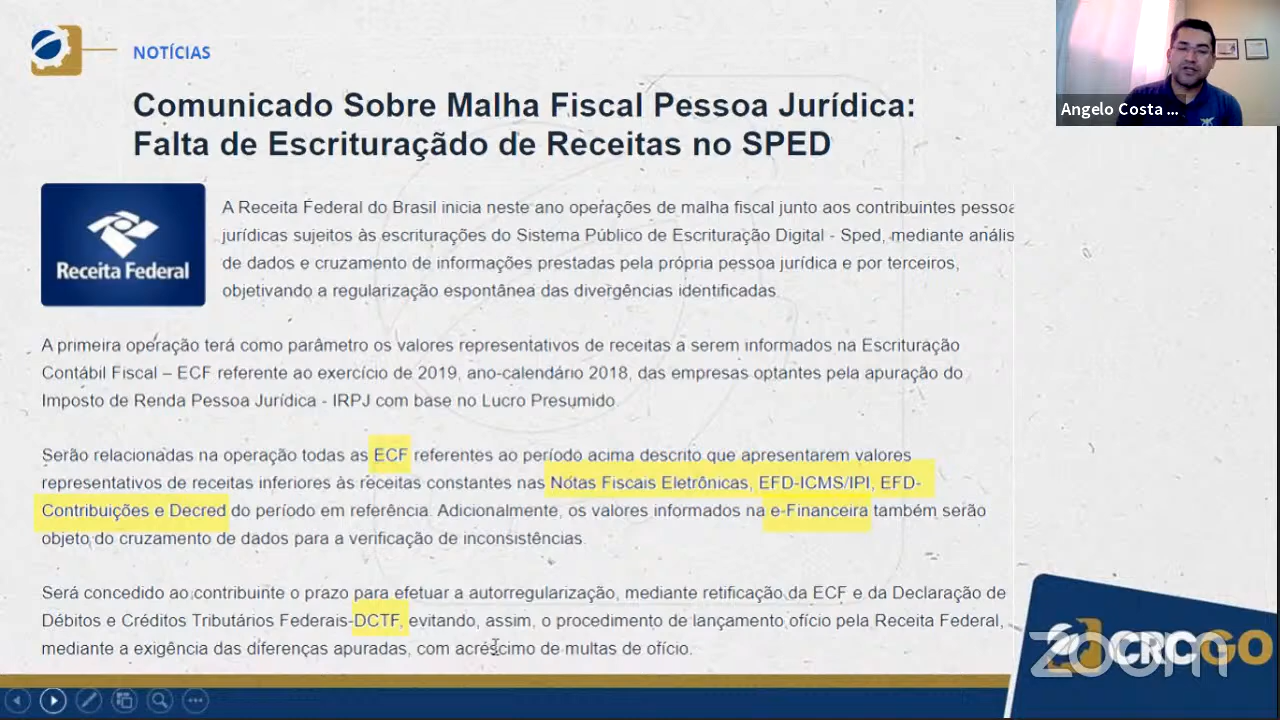 NOTÍCIAS
Comunicado Sobre Malha Fiscal Pessoa Jurídica:
Falta de Escrituraçãdo de Receitas no SPED
Angelo Costa ...
Receita Federal
A Receita Federal do Brasil inicia neste ano operações de malha fiscal junto aos contribuintes pessoa
jurídicas sujeitos às escriturações do Sistema Público de Escrituração Digital - Sped, mediante anális
de dados e cruzamento de informações prestadas pela própria pessoa jurídica e por terceiros,
objetivando a regularização espontânea das divergências identificadas.
A primeira operação terá como parâmetro os valores representativos de receitas a serem informados na Escrituração
Contábil Fiscal – ECF referente ao exercício de 2019, ano-calendário 2018, das empresas optantes pela apuração do
Imposto de Renda Pessoa Jurídica - IRPJ com base no Lucro Presumido.
Serão relacionadas na operação todas as ECF referentes ao período acima descrito que apresentarem valores
representativos de receitas inferiores às receitas constantes nas Notas Fiscais Eletrônicas, EFD-ICMS/IPI, EFD-
Contribuições e Decred do período em referência. Adicionalmente, os valores informados na e-Financeira também serão
objeto do cruzamento de dados para a verificação de inconsistências.
Será concedido ao contribuinte o prazo para efetuar a autorregularização, mediante retificação da ECF e da Declaração de
Débitos e Créditos Tributários Federais-DCTF, evitando, assim, o procedimento de lançamento ofício pela Receita Federal,
mediante a exigência das diferenças apuradas, com acréscimo de multas de ofício.
CRCGO
zoom